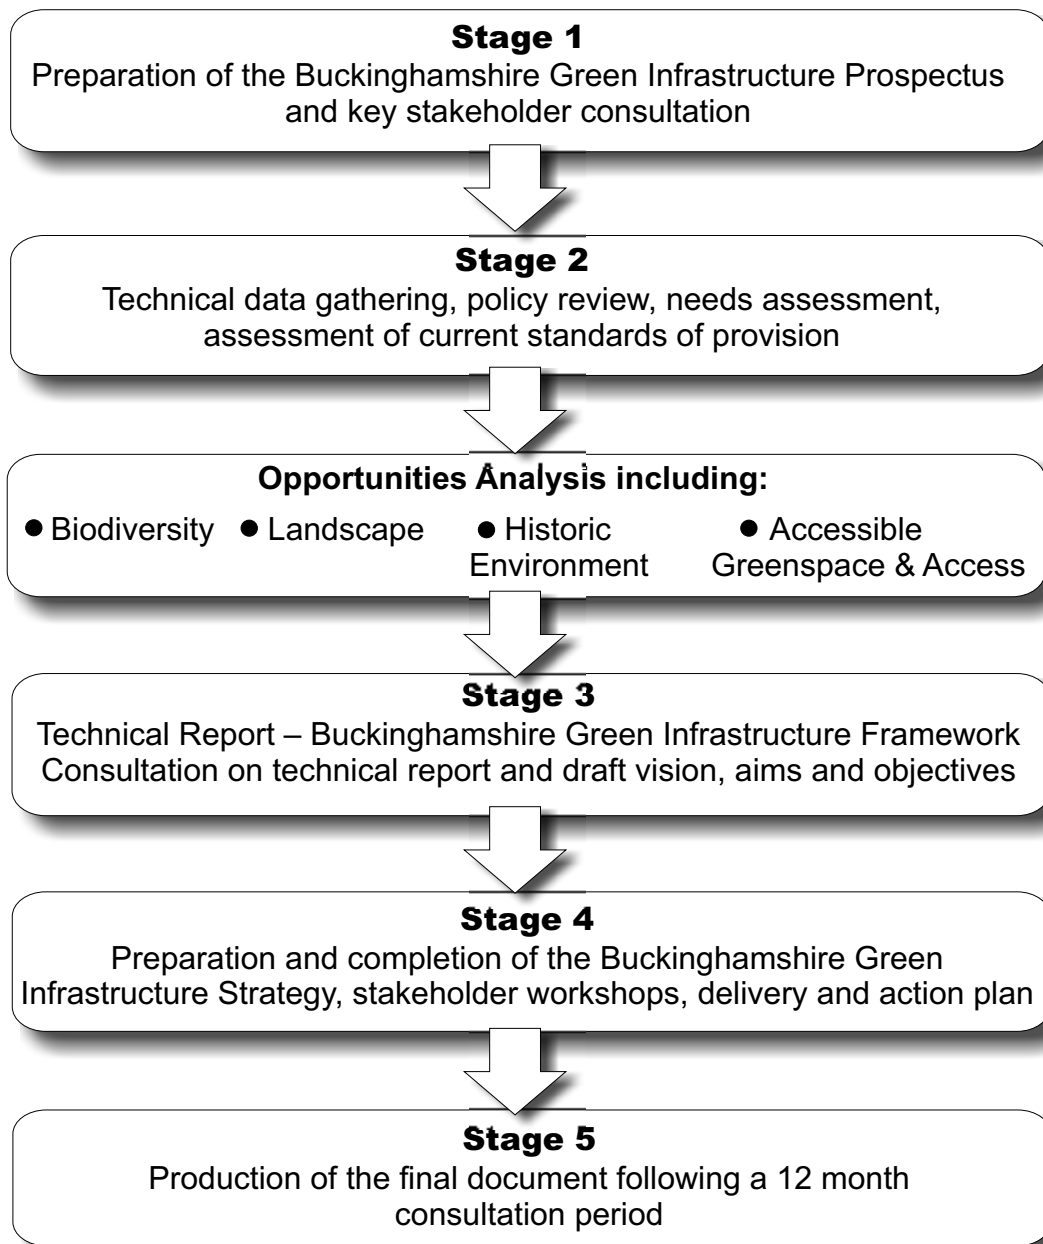 Stage 1
Preparation of the Buckinghamshire Green Infrastructure Prospectus
and key stakeholder consultation
Stage 2
Technical data gathering, policy review, needs assessment,
assessment of current standards of provision
Opportunities Analysis including:
● Biodiversity ● Landscape ● Historic ● Accessible
Environment Greenspace & Access
Stage 3
Technical Report – Buckinghamshire Green Infrastructure Framework
Consultation on technical report and draft vision, aims and objectives
Stage 4
Preparation and completion of the Buckinghamshire Green
Infrastructure Strategy, stakeholder workshops, delivery and action plan
Stage 5
Production of the final document following a 12 month
consultation period